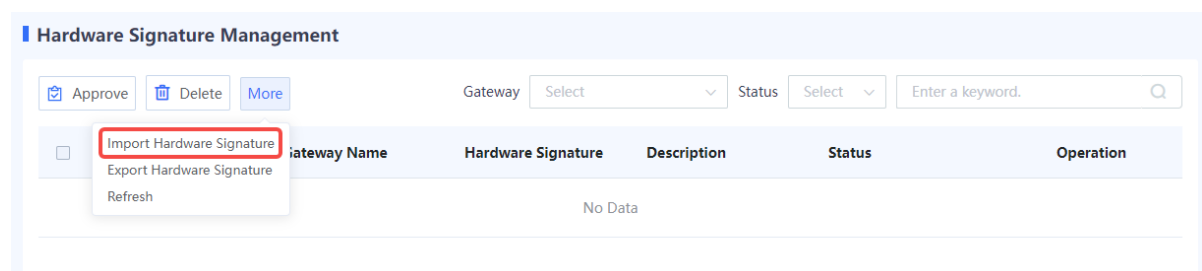 Hardware Signature Management
Approve Delete More Gateway Select Status Select Enter a keyword.
Import Hardware Signature
Gateway Name Hardware Signature Description Status Operation
Export Hardware Signature
Refresh
No Data